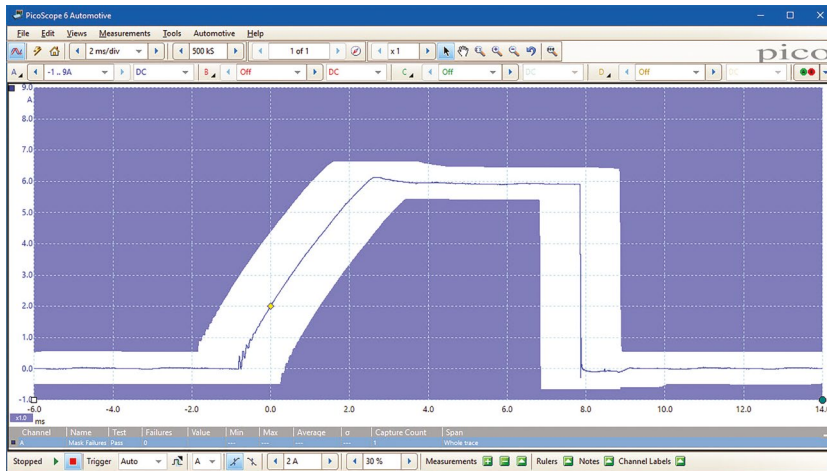 PicoScope 6 Automotive
File Edit Views Measurements Tools Automotive Help
2 ms/div 500 kS 1 of 1 x 1 pico
A -1 .. 9A DC B Off DC C Off DC D Off DC
9.0
A
8.0
7.0
6.0
5.0
4.0
3.0
2.0
1.0
0.0
-1.0
-6.0 -4.0 -2.0 0.0 2.0 4.0 6.0 8.0 10.0 12.0 14.0
x1.0 ms
Channel Name Test Failures Value Min Max Average σ Capture Count Span
A Mask Failures Pass 0 --- --- --- --- --- 1 Whole trace
Stopped Trigger Auto A 2 A 30 % Measurements Rulers Notes Channel Labels